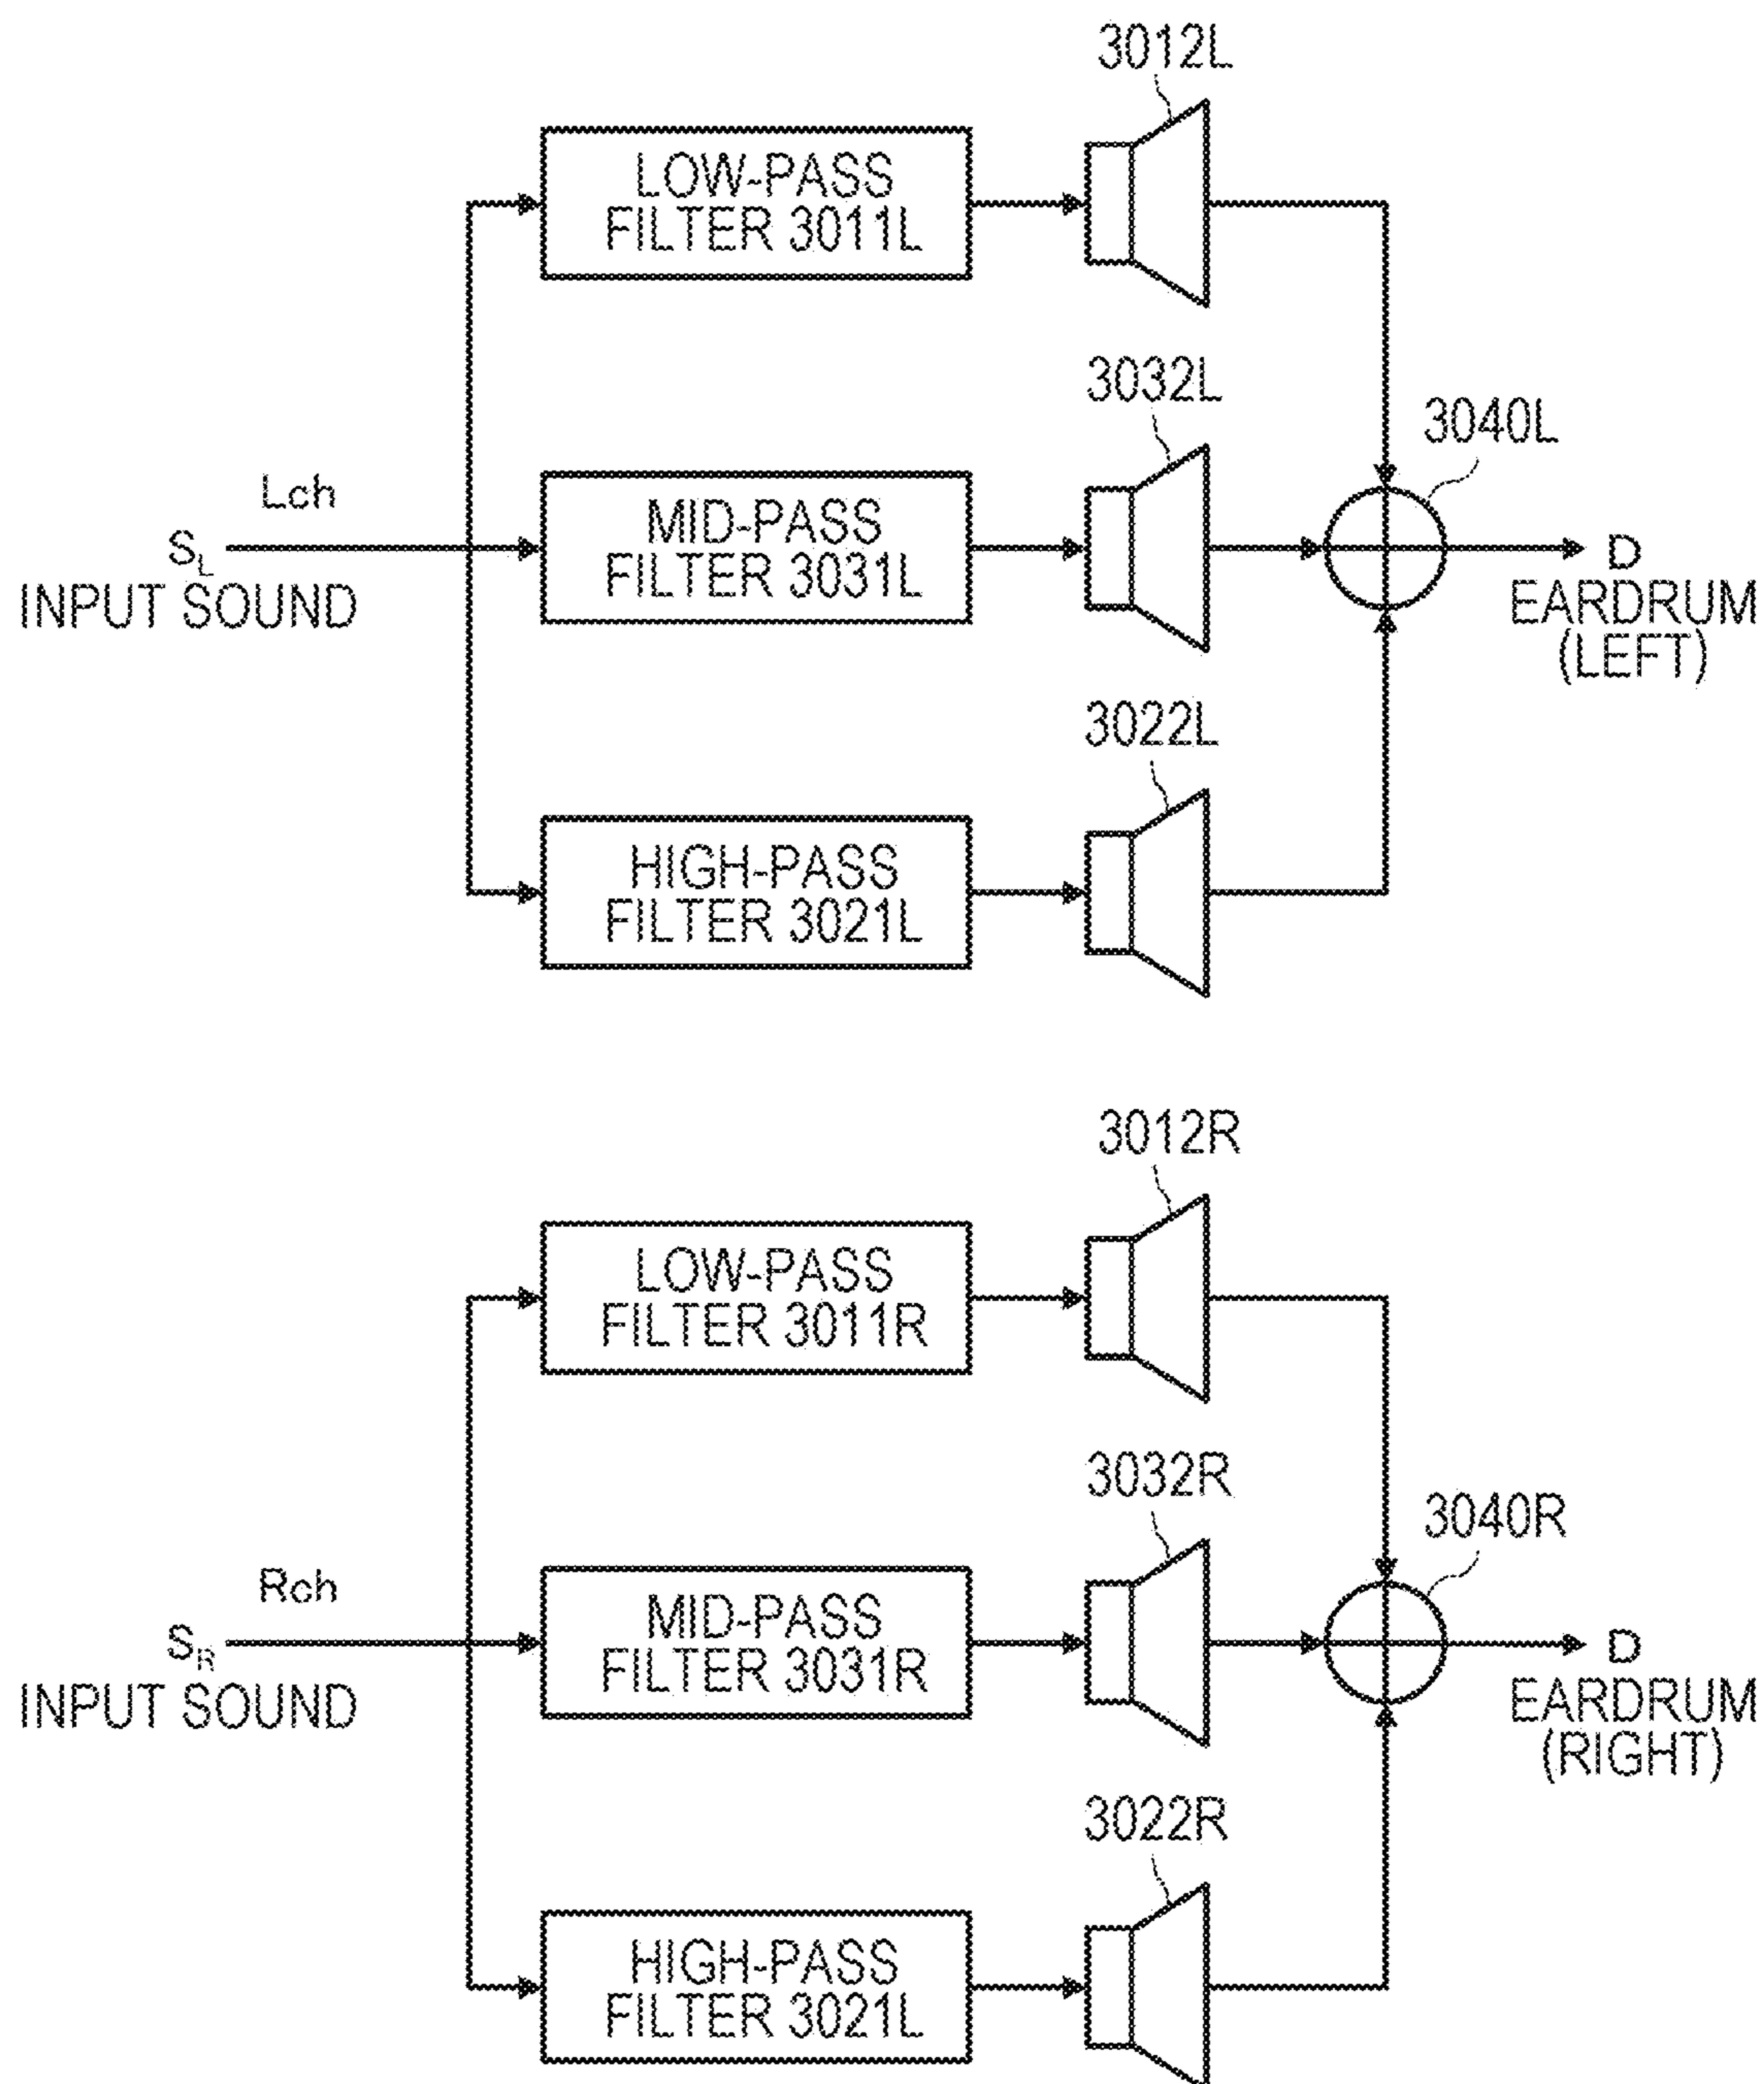 3012L
LOW-PASS
FILTER 3011L
3032L
3040L
Lch
SL
INPUT SOUND
MID-PASS
FILTER 3031L
D
EARDRUM
(LEFT)
3022L
HIGH-PASS
FILTER 3021L
3012R
LOW-PASS
FILTER 3011R
3032R
3040R
Rch
SR
INPUT SOUND
MID-PASS
FILTER 3031R
D
EARDRUM
(RIGHT)
3022R
HIGH-PASS
FILTER 3021L